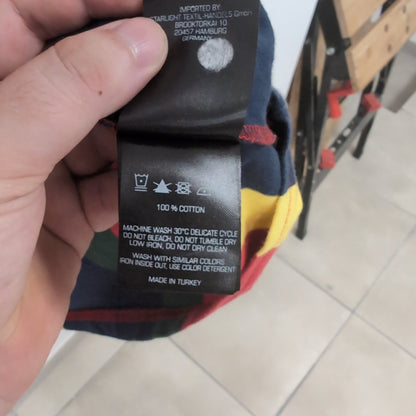 IMPORTED BY:
STARLIGHT TEXTIL-HANDELS GmbH
BROOKTORKAI 10
20457 HAMBURG
GERMANY
100 % COTTON
MACHINE WASH 30°C DELICATE CYCLE
DO NOT BLEACH, DO NOT TUMBLE DRY
LOW IRON, DO NOT DRY CLEAN
WASH WITH SIMILAR COLORS
IRON INSIDE OUT, USE COLOR DETERGENT
MADE IN TURKEY